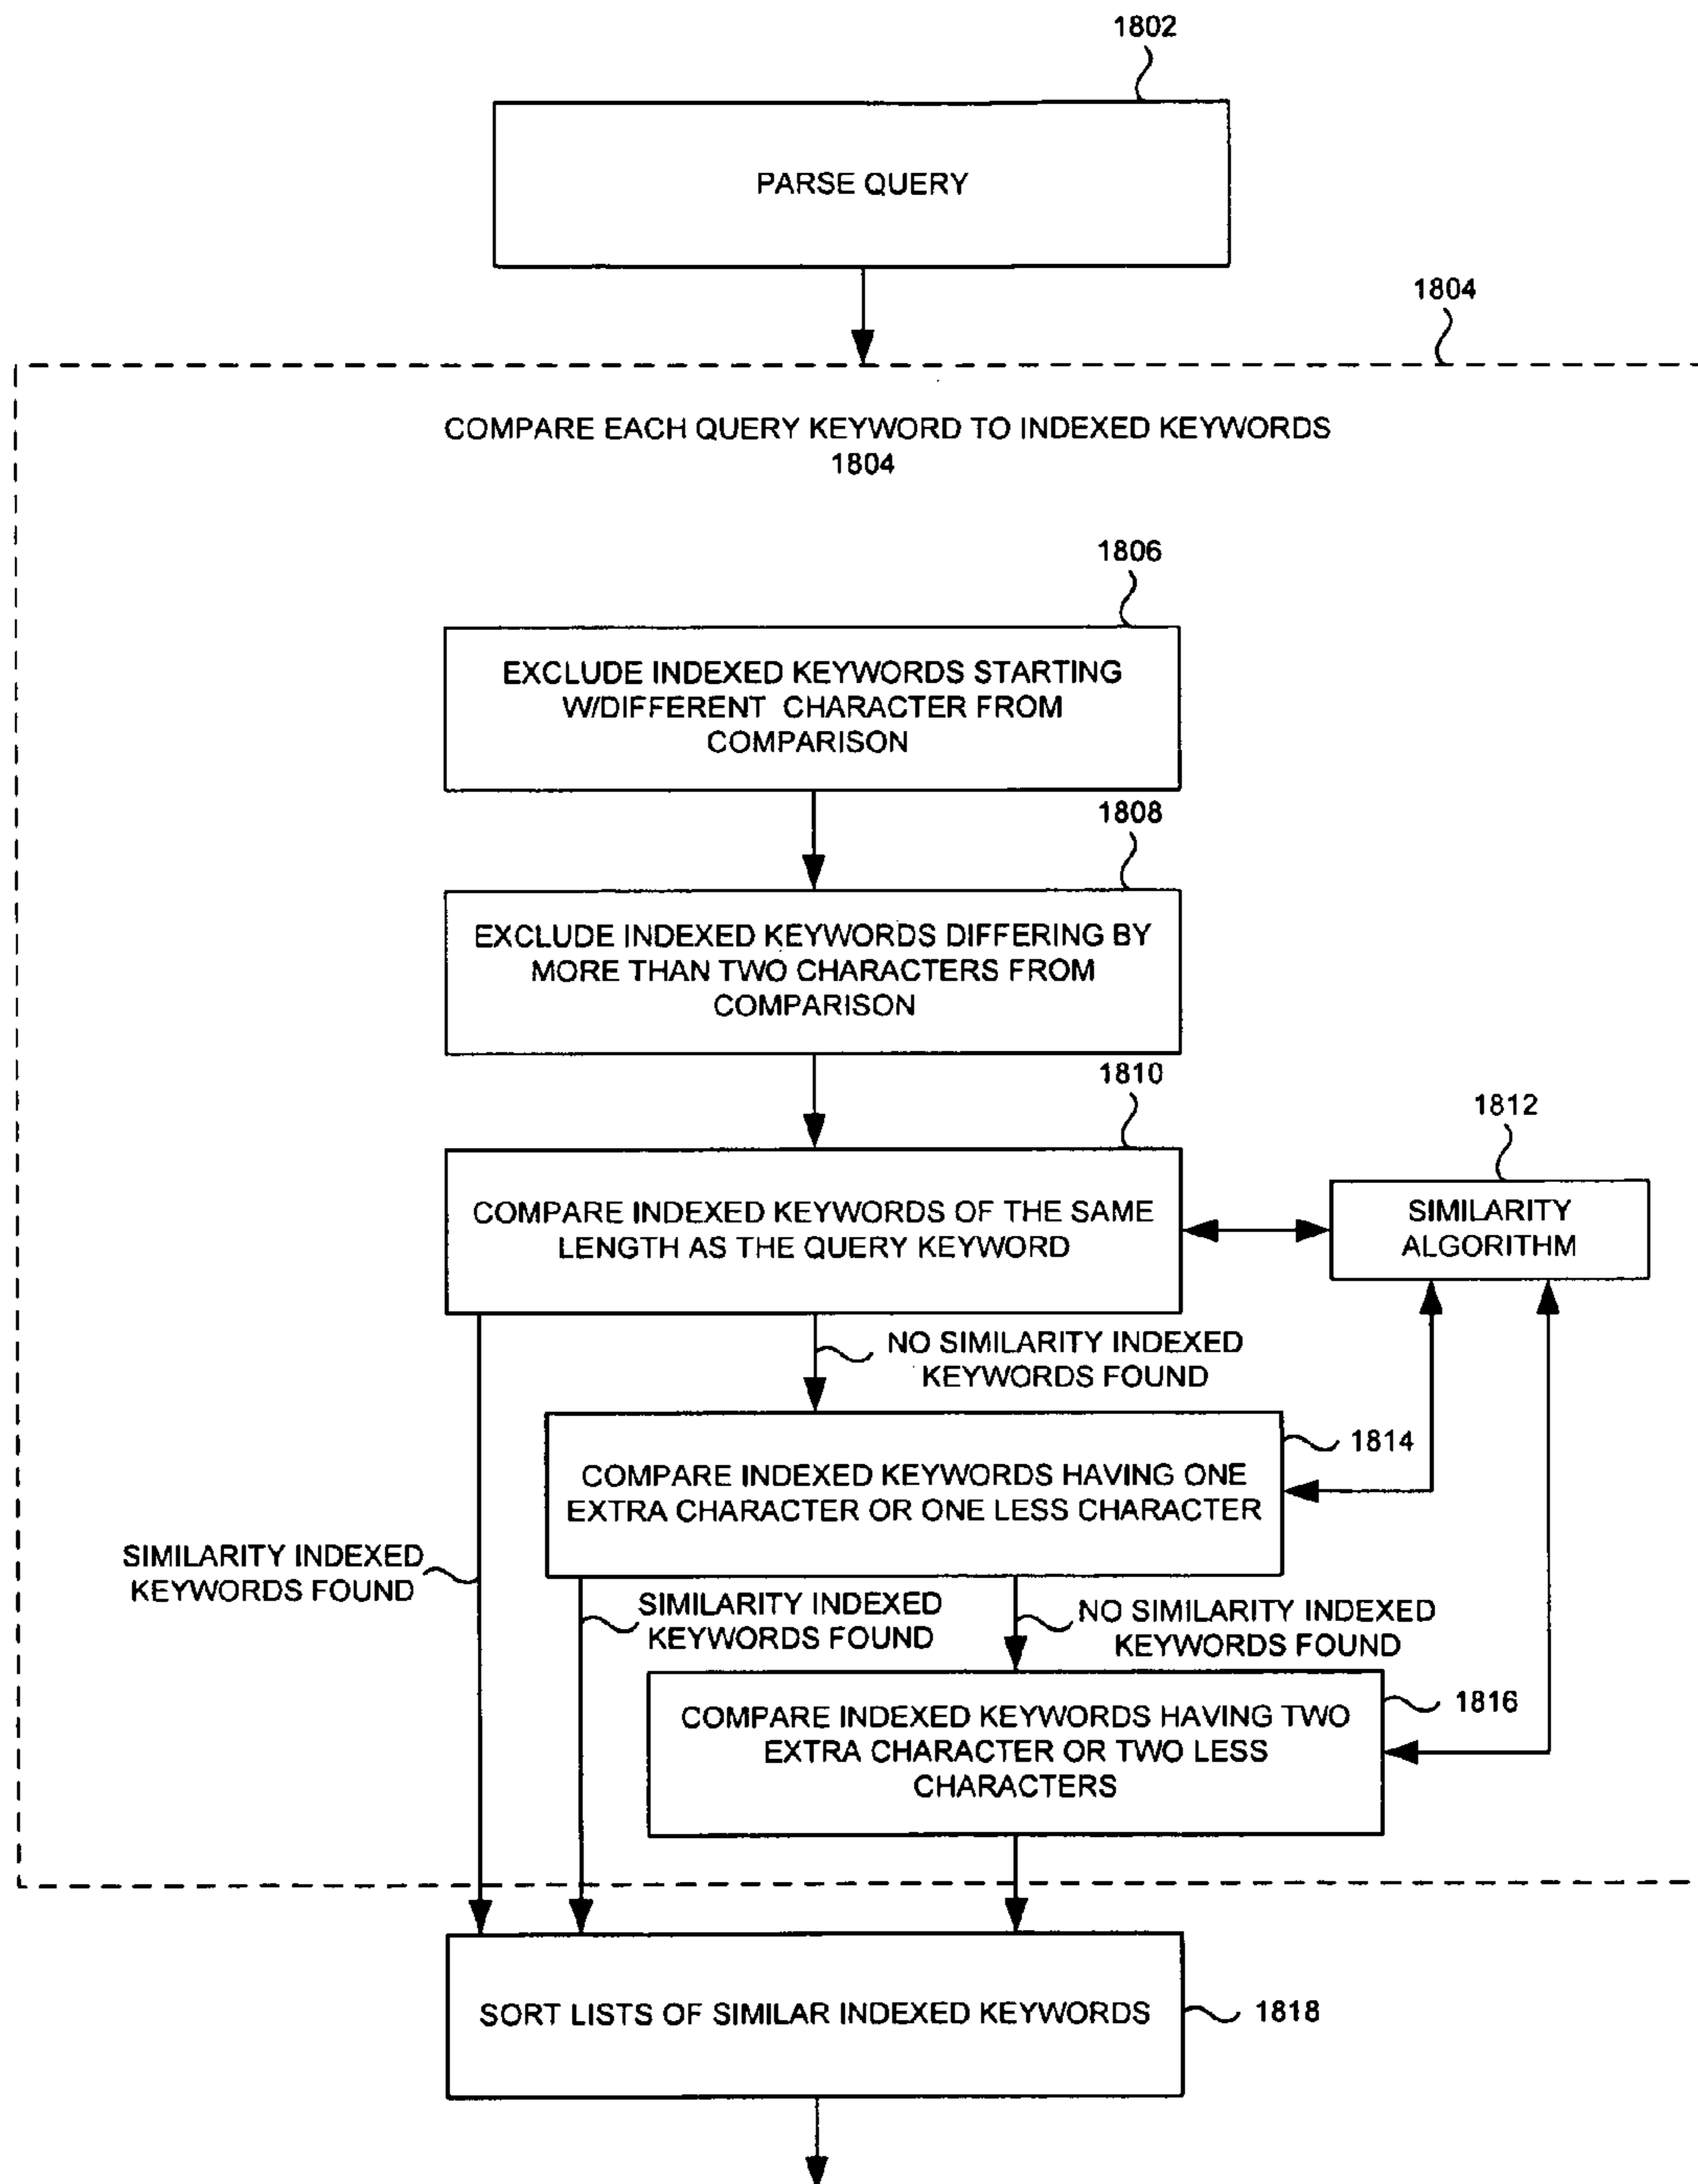 1802
PARSE QUERY
1804
COMPARE EACH QUERY KEYWORD TO INDEXED KEYWORDS
1804
1806
EXCLUDE INDEXED KEYWORDS STARTING
W/DIFFERENT CHARACTER FROM
COMPARISON
1808
EXCLUDE INDEXED KEYWORDS DIFFERING BY
MORE THAN TWO CHARACTERS FROM
COMPARISON
1810
COMPARE INDEXED KEYWORDS OF THE SAME
LENGTH AS THE QUERY KEYWORD
1812
SIMILARITY
ALGORITHM
NO SIMILARITY INDEXED
KEYWORDS FOUND
1814
COMPARE INDEXED KEYWORDS HAVING ONE
EXTRA CHARACTER OR ONE LESS CHARACTER
SIMILARITY INDEXED
KEYWORDS FOUND
SIMILARITY INDEXED
KEYWORDS FOUND
NO SIMILARITY INDEXED
KEYWORDS FOUND
1816
COMPARE INDEXED KEYWORDS HAVING TWO
EXTRA CHARACTER OR TWO LESS
CHARACTERS
SORT LISTS OF SIMILAR INDEXED KEYWORDS
1818